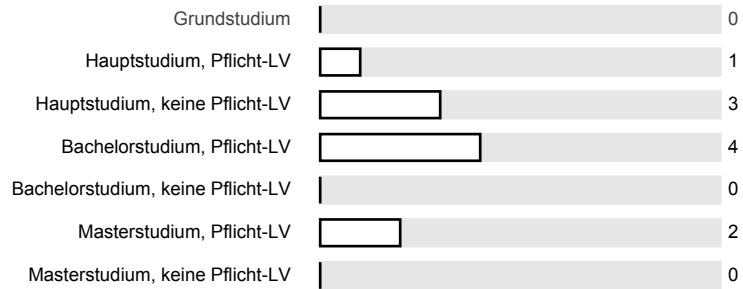 Grundstudium 0
Hauptstudium, Pflicht-LV 1
Hauptstudium, keine Pflicht-LV 3
Bachelorstudium, Pflicht-LV 4
Bachelorstudium, keine Pflicht-LV 0
Masterstudium, Pflicht-LV 2
Masterstudium, keine Pflicht-LV 0